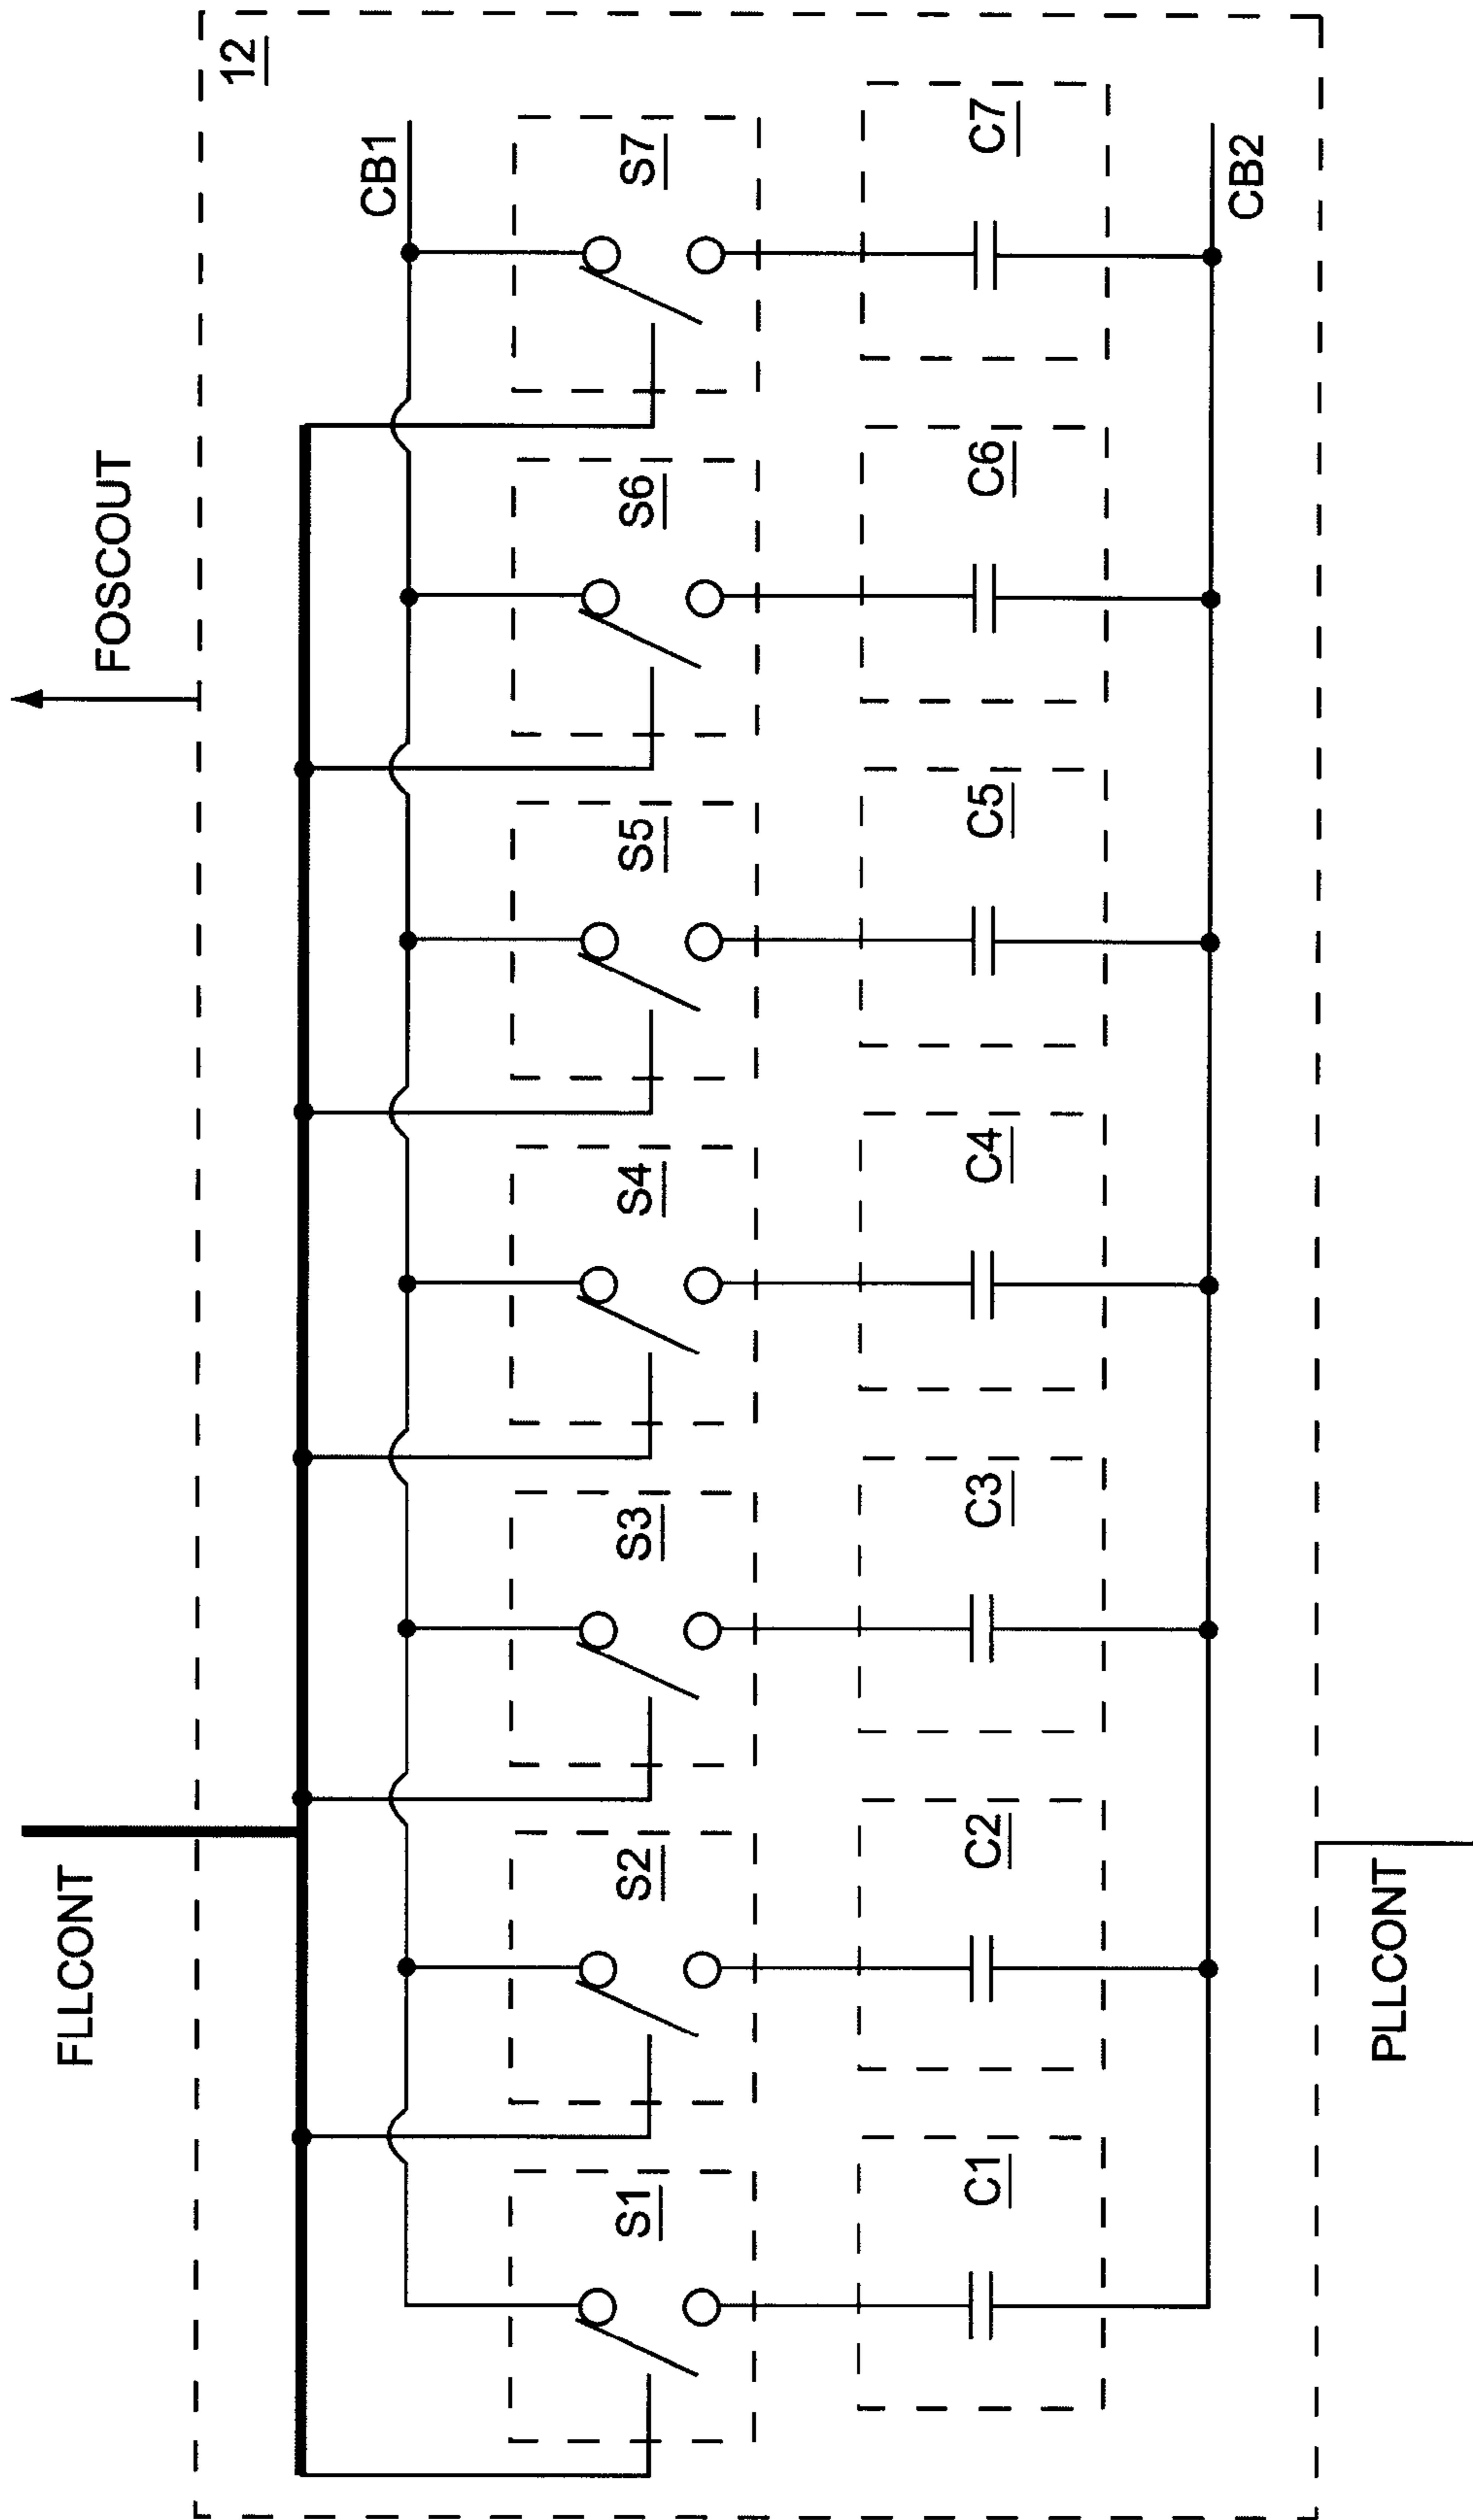 FLLCONT
FOSCOUT
12
CB1
S1
S2
S3
S4
S5
S6
S7
C1
C2
C3
C4
C5
C6
C7
CB2
PLLCONT